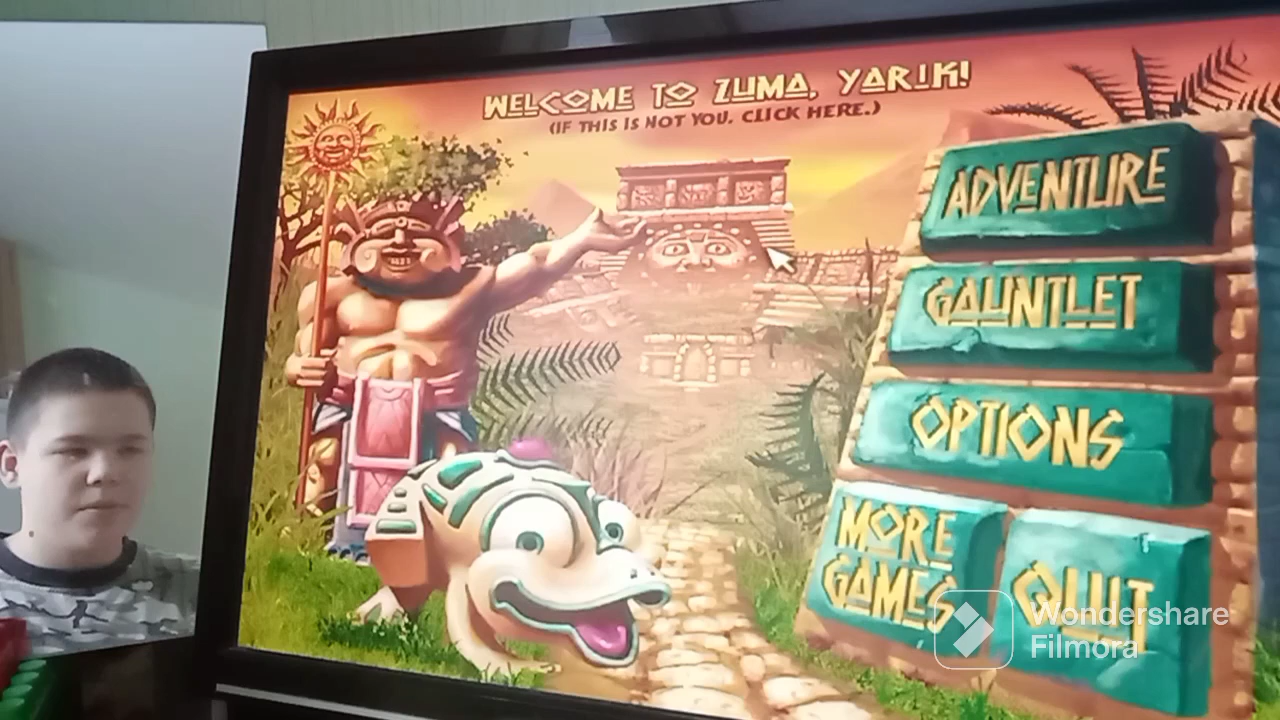 WELCOME TO ZUMA, YARIK!
(IF THIS IS NOT YOU, CLICK HERE.)
ADVENTURE
GAUNTLET
OPTIONS
MORE
GAMES
QUIT
Wondershare
Filmora